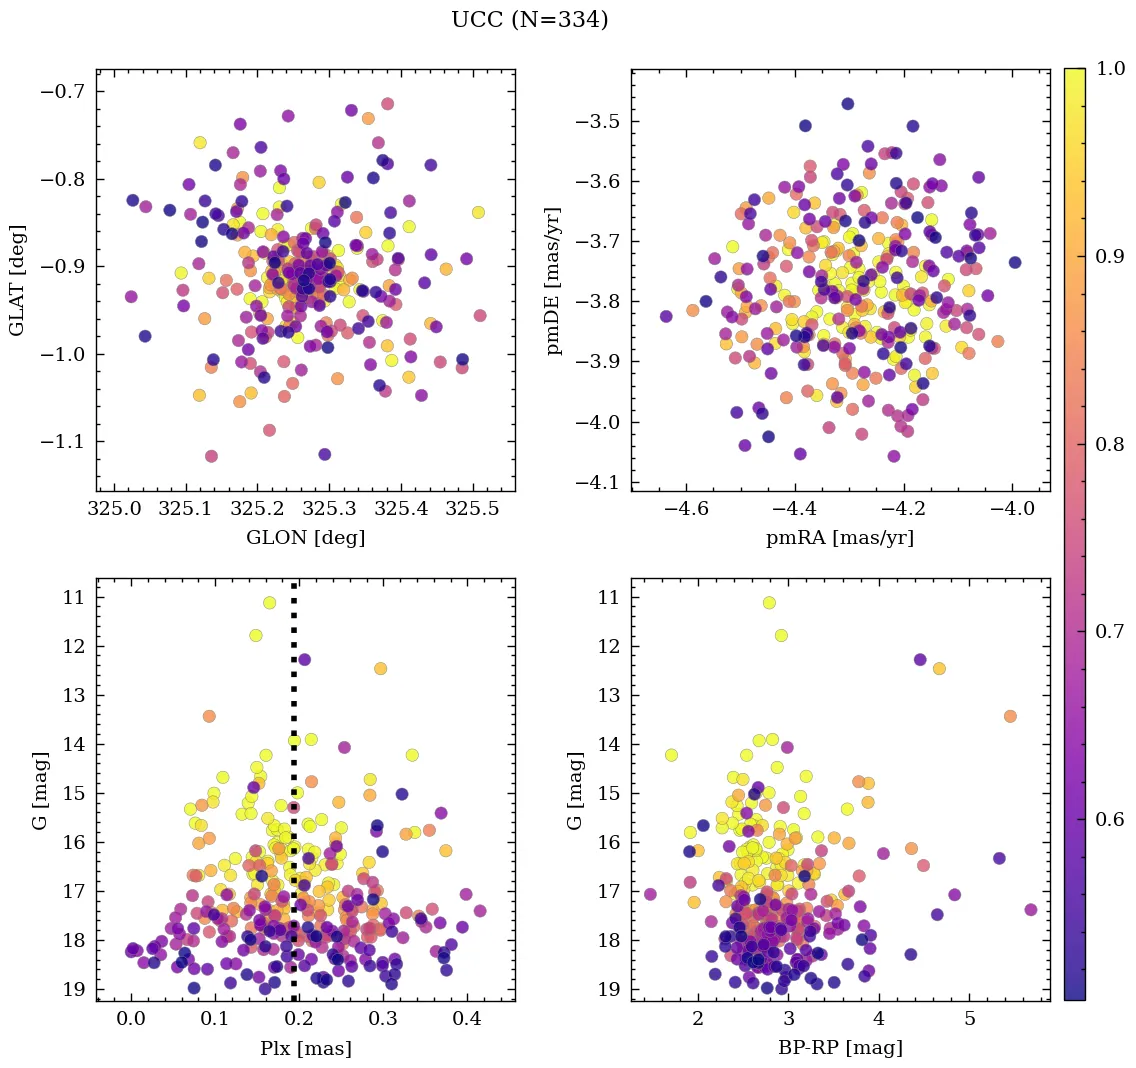 UCC (N=334)
−0.7
−0.8
−0.9
−1.0
−1.1
GLAT [deg]
325.0 325.1 325.2 325.3 325.4 325.5
GLON [deg]
−3.5
−3.6
−3.7
−3.8
−3.9
−4.0
−4.1
pmDE [mas/yr]
−4.6 −4.4 −4.2 −4.0
pmRA [mas/yr]
1.0
0.9
0.8
0.7
0.6
11
12
13
14
15
16
17
18
19
G [mag]
0.0 0.1 0.2 0.3 0.4
Plx [mas]
11
12
13
14
15
16
17
18
19
G [mag]
2 3 4 5
BP-RP [mag]